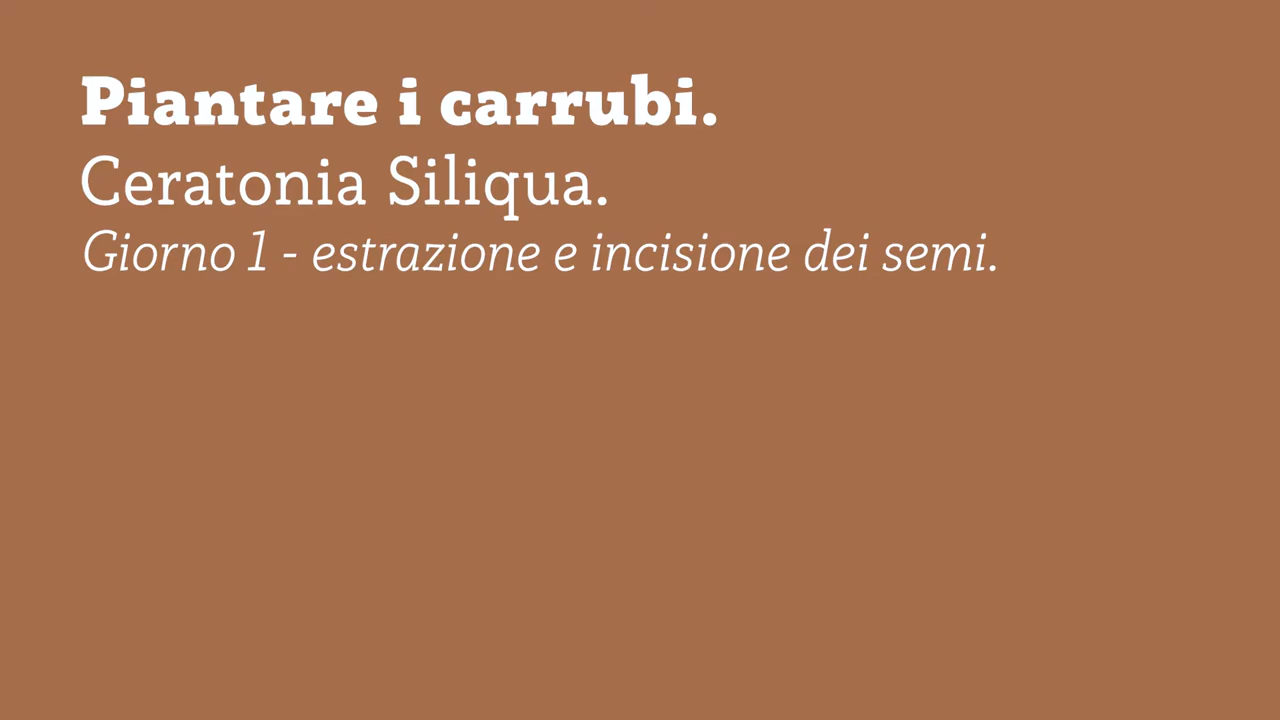 Piantare i carrubi.
Ceratonia Siliqua.
Giorno 1 - estrazione e incisione dei semi.